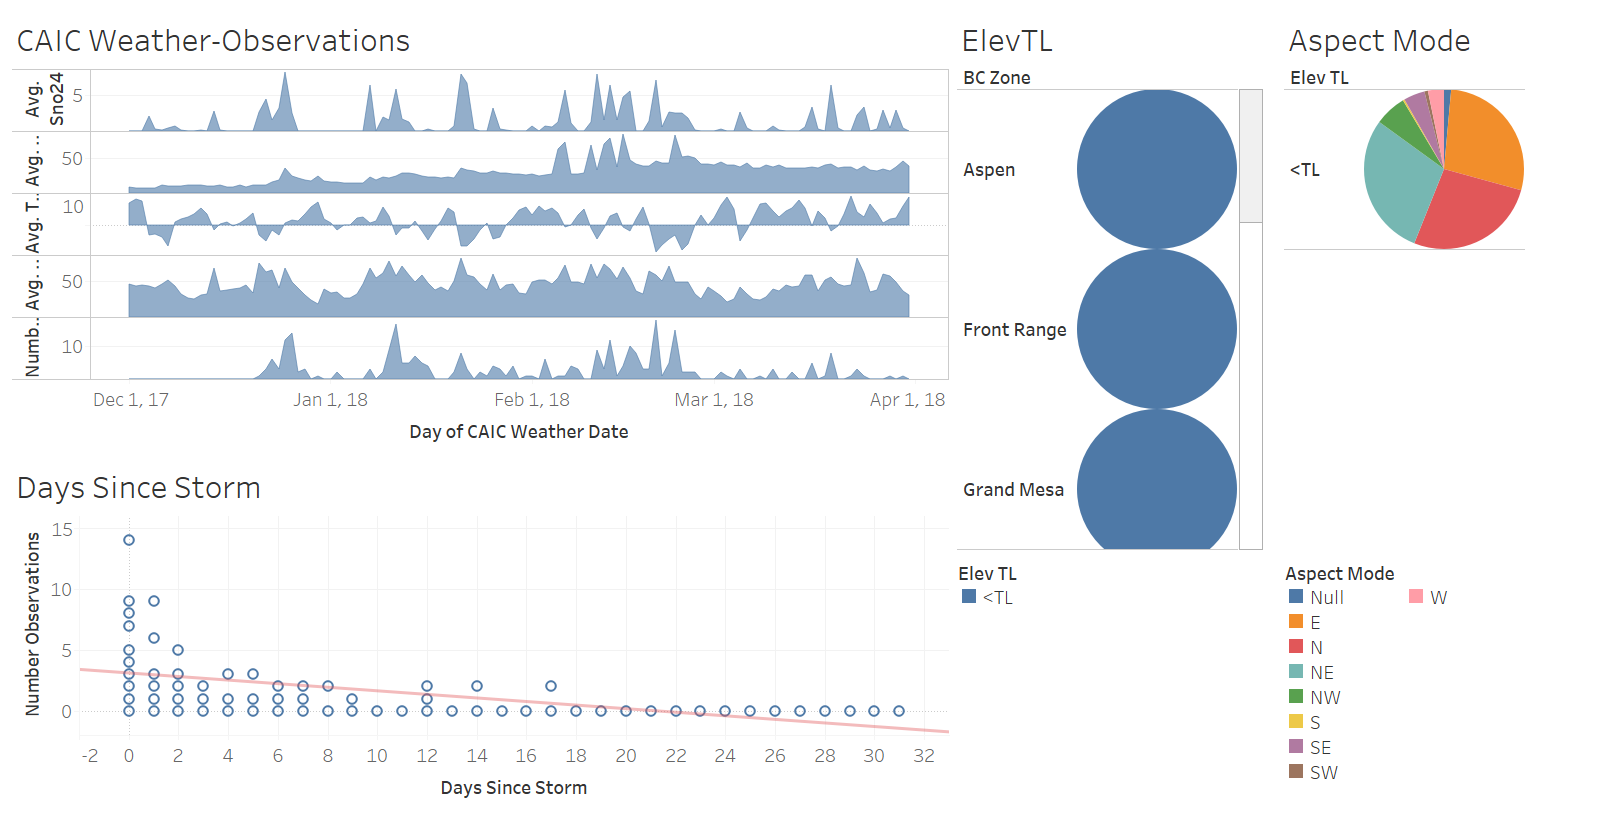 CAIC Weather-Observations
Avg.
Sno24
5
Avg. ..
50
Avg. T..
10
Avg. ..
50
Numb..
10
Dec 1, 17
Jan 1, 18
Feb 1, 18
Mar 1, 18
Apr 1, 18
Day of CAIC Weather Date
Days Since Storm
Number Observations
15
10
5
0
-2 0 2 4 6 8 10 12 14 16 18 20 22 24 26 28 30 32
Days Since Storm
ElevTL
BC Zone
Aspen
Front Range
Grand Mesa
Elev TL
<TL
Aspect Mode
Elev TL
<TL
Aspect Mode
Null
E
N
NE
NW
S
SE
SW
W